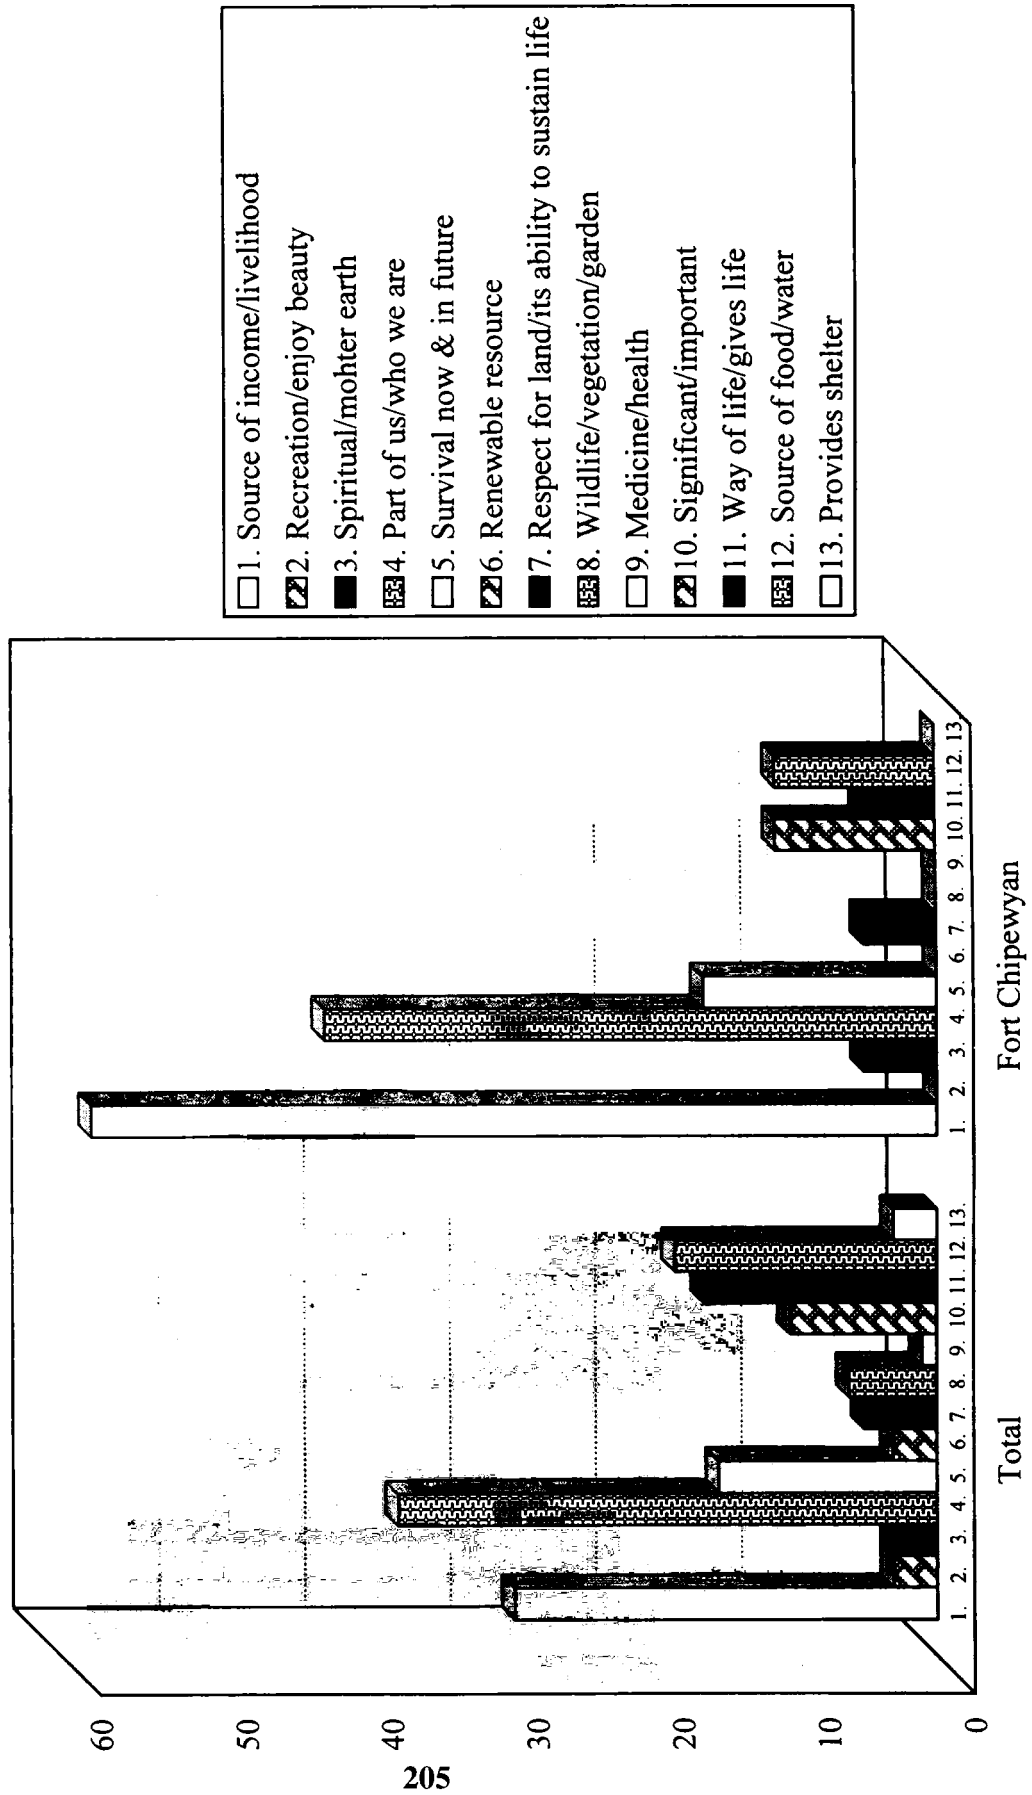 60
50
40
30
20
10
0
205
1. 2. 3. 4. 5. 6. 7. 8. 9. 10. 11. 12. 13.
1. 2. 3. 4. 5. 6. 7. 8. 9. 10. 11. 12. 13.
Total
Fort Chipewyan
1. Source of income/livelihood
2. Recreation/enjoy beauty
3. Spiritual/mohter earth
4. Part of us/who we are
5. Survival now & in future
6. Renewable resource
7. Respect for land/its ability to sustain life
8. Wildlife/vegetation/garden
9. Medicine/health
10. Significant/important
11. Way of life/gives life
12. Source of food/water
13. Provides shelter